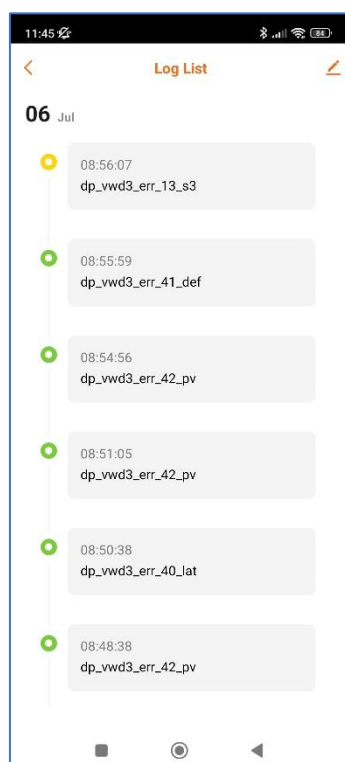 11:45 84
Log List
06 Jul
08:56:07
dp_vwd3_err_13_s3
08:55:59
dp_vwd3_err_41_def
08:54:56
dp_vwd3_err_42_pv
08:51:05
dp_vwd3_err_42_pv
08:50:38
dp_vwd3_err_40_lat
08:48:38
dp_vwd3_err_42_pv